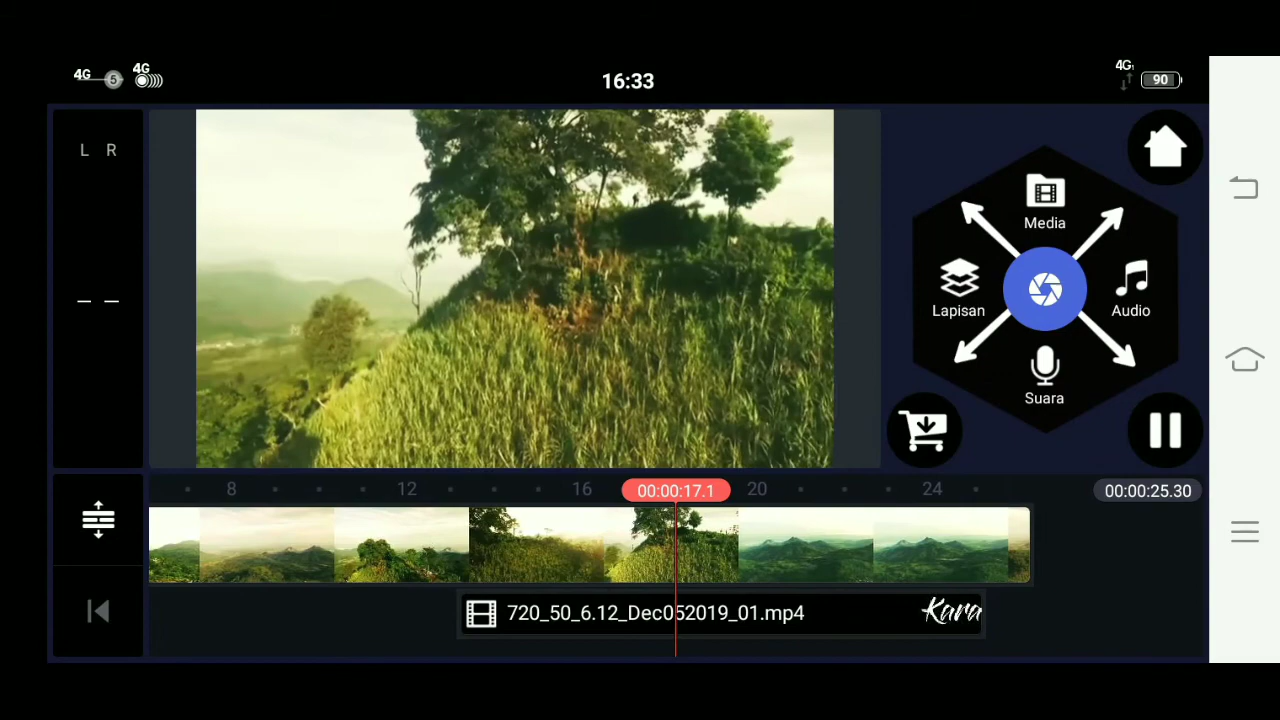 4G 5 4G
16:33
4G 90
L R
Media
Lapisan
Audio
Suara
8 12 16 00:00:17.1 20 24 00:00:25.30
720_50_6.12_Dec052019_01.mp4 Kara